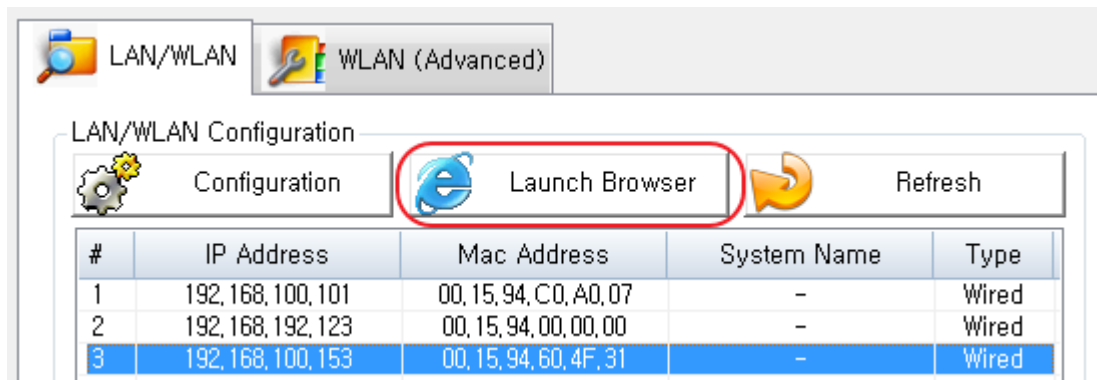 LAN/WLAN WLAN (Advanced)
LAN/WLAN Configuration
Configuration Launch Browser Refresh
# IP Address Mac Address System Name Type
1 192,168,100,101 00,15,94,C0,A0,07 - Wired
2 192,168,192,123 00,15,94,00,00,00 - Wired
3 192,168,100,153 00,15,94,60,4F,31 - Wired